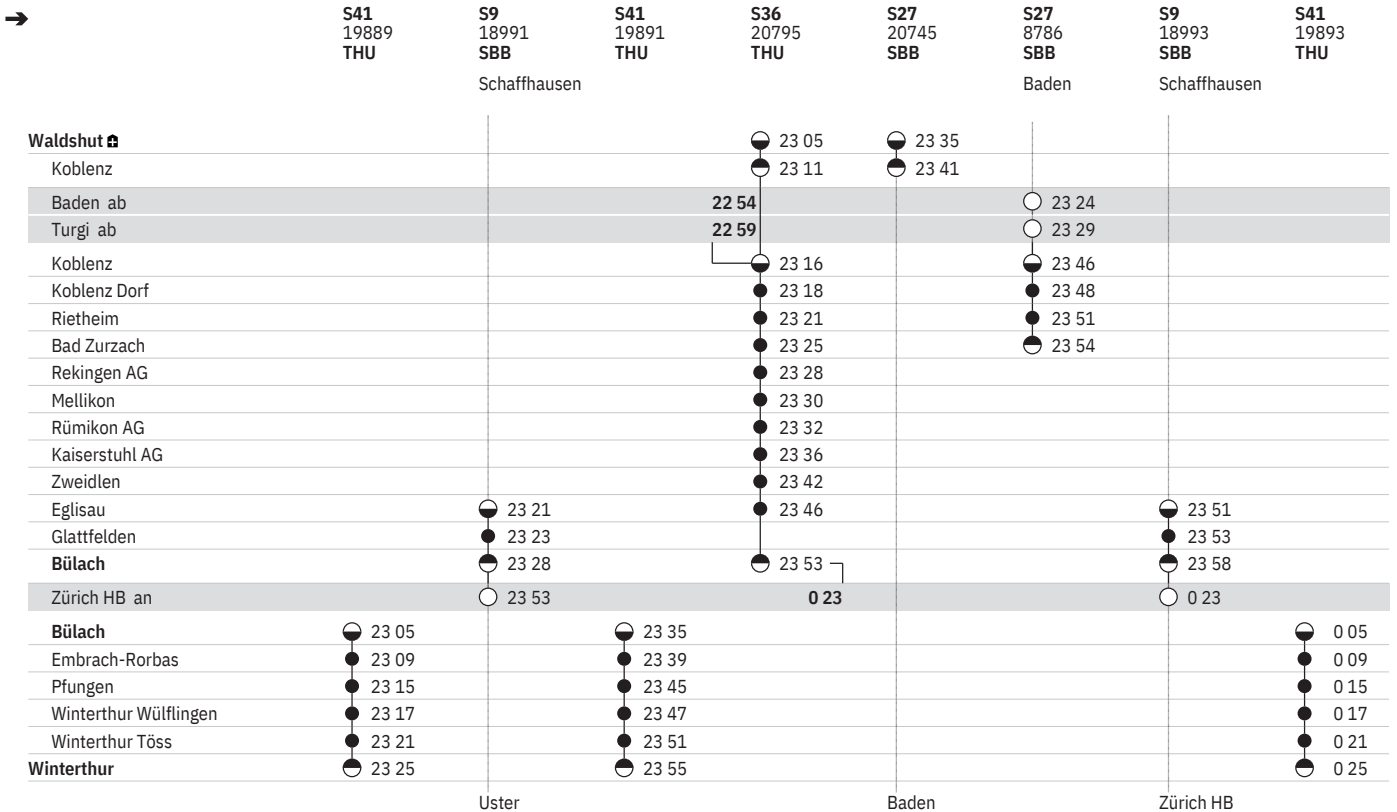 ➔ S41 S9 S41 S36 S27 S27 S9 S41
19889 18991 19891 20795 20745 8786 18993 19893
THU SBB THU THU SBB SBB SBB THU
Schaffhausen Baden Schaffhausen
Waldshut 23 05 23 35
Koblenz 23 11 23 41
Baden ab 22 54 23 24
Turgi ab 22 59 23 29
Koblenz 23 16 23 46
Koblenz Dorf 23 18 23 48
Rietheim 23 21 23 51
Bad Zurzach 23 25 23 54
Rekingen AG 23 28
Mellikon 23 30
Rümikon AG 23 32
Kaiserstuhl AG 23 36
Zweidlen 23 42
Eglisau 23 21 23 46 23 51
Glattfelden 23 23 23 53
Bülach 23 28 23 53 23 58
Zürich HB an 23 53 0 23 0 23
Bülach 23 05 23 35 0 05
Embrach-Rorbas 23 09 23 39 0 09
Pfungen 23 15 23 45 0 15
Winterthur Wülflingen 23 17 23 47 0 17
Winterthur Töss 23 21 23 51 0 21
Winterthur 23 25 23 55 0 25
Uster Baden Zürich HB